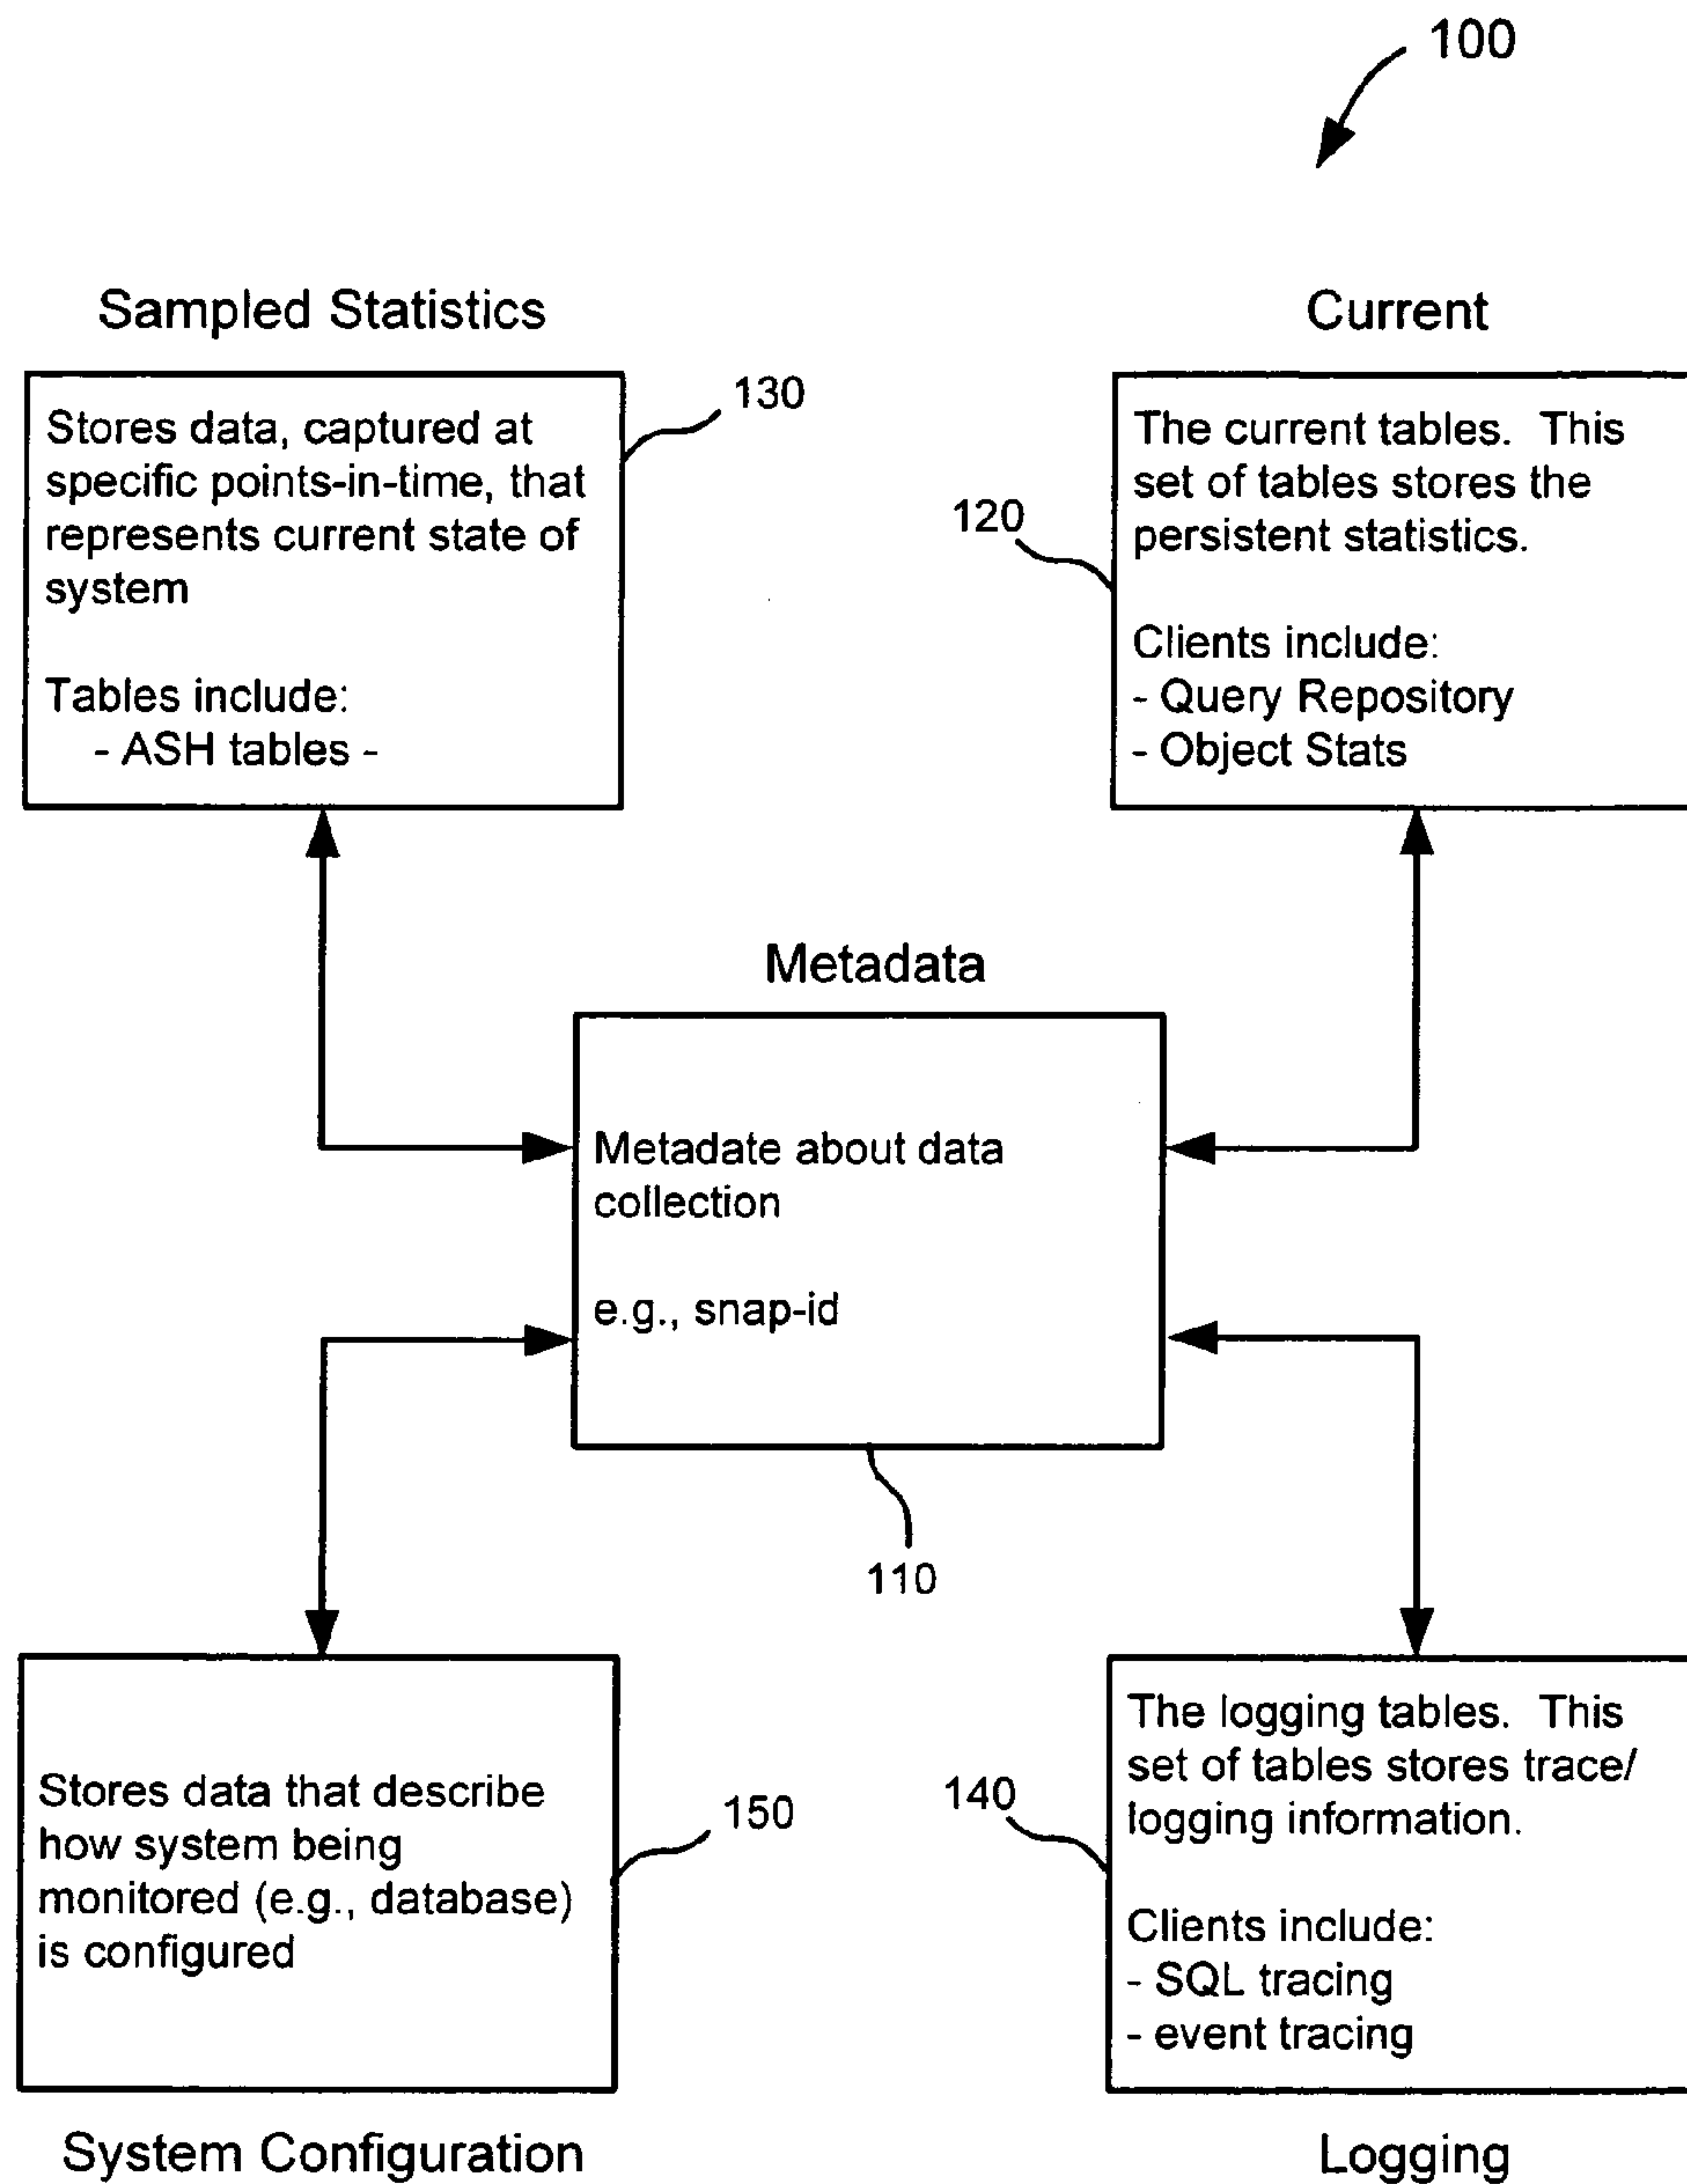 100
Sampled Statistics
Stores data, captured at
specific points-in-time, that
represents current state of
system
Tables include:
- ASH tables -
130
Current
The current tables.  This
set of tables stores the
persistent statistics.
Clients include:
- Query Repository
- Object Stats
120
Metadata
Metadate about data
collection
e.g., snap-id
110
Stores data that describe
how system being
monitored (e.g., database)
is configured
150
System Configuration
140
The logging tables.  This
set of tables stores trace/
logging information.
Clients include:
- SQL tracing
- event tracing
Logging